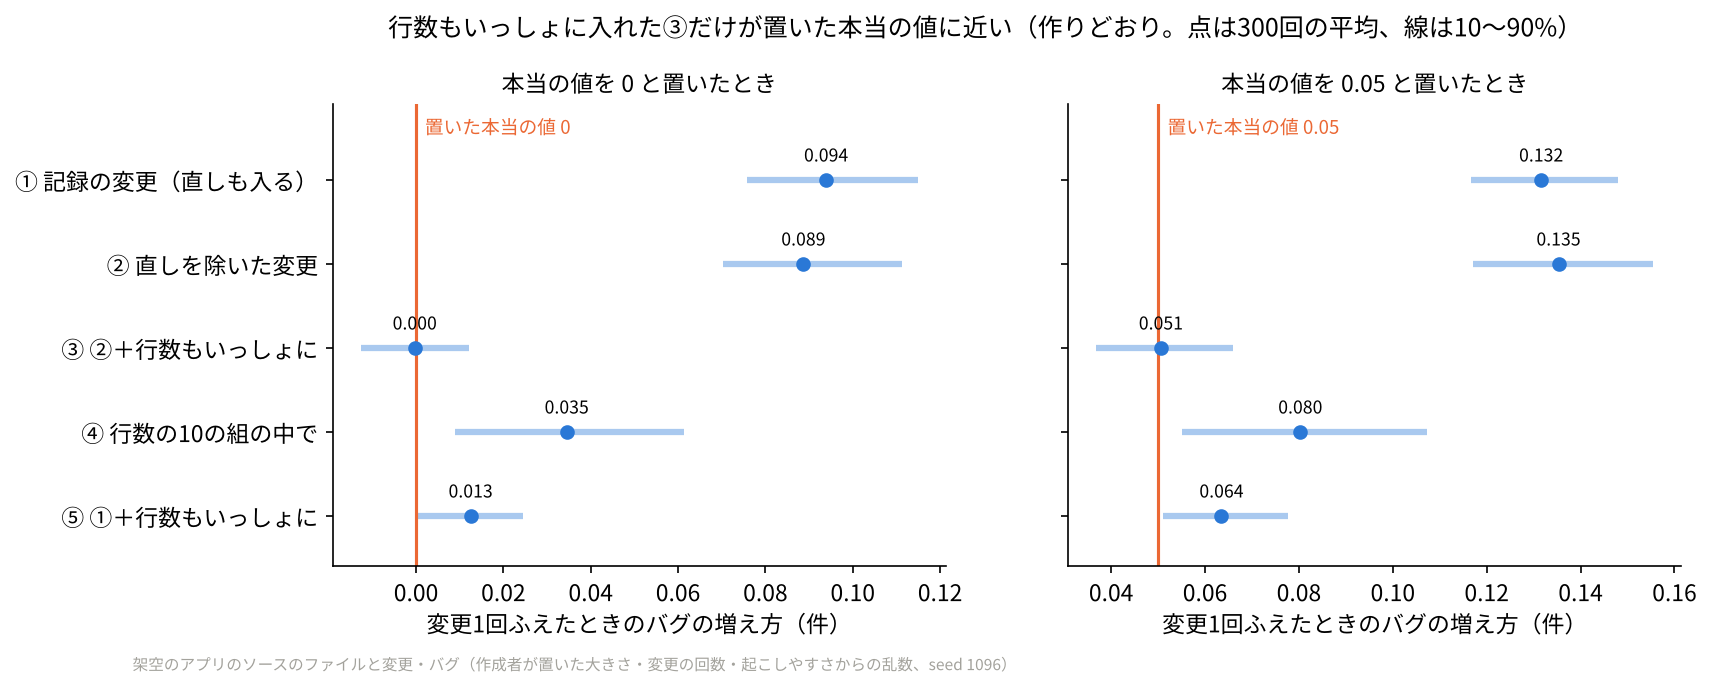 行数もいっしょに入れた③だけが置いた本当の値に近い（作りどおり。点は300回の平均、線は10〜90%）
本当の値を 0 と置いたとき
置いた本当の値 0
① 記録の変更（直しも入る）
0.094
② 直しを除いた変更
0.089
③ ②＋行数もいっしょに
0.000
④ 行数の10の組の中で
0.035
⑤ ①＋行数もいっしょに
0.013
0.00 0.02 0.04 0.06 0.08 0.10 0.12
変更1回ふえたときのバグの増え方（件）
本当の値を 0.05 と置いたとき
置いた本当の値 0.05
0.132
0.135
0.051
0.080
0.064
0.04 0.06 0.08 0.10 0.12 0.14 0.16
変更1回ふえたときのバグの増え方（件）
架空のアプリのソースのファイルと変更・バグ（作成者が置いた大きさ・変更の回数・起こしやすさからの乱数、seed 1096）